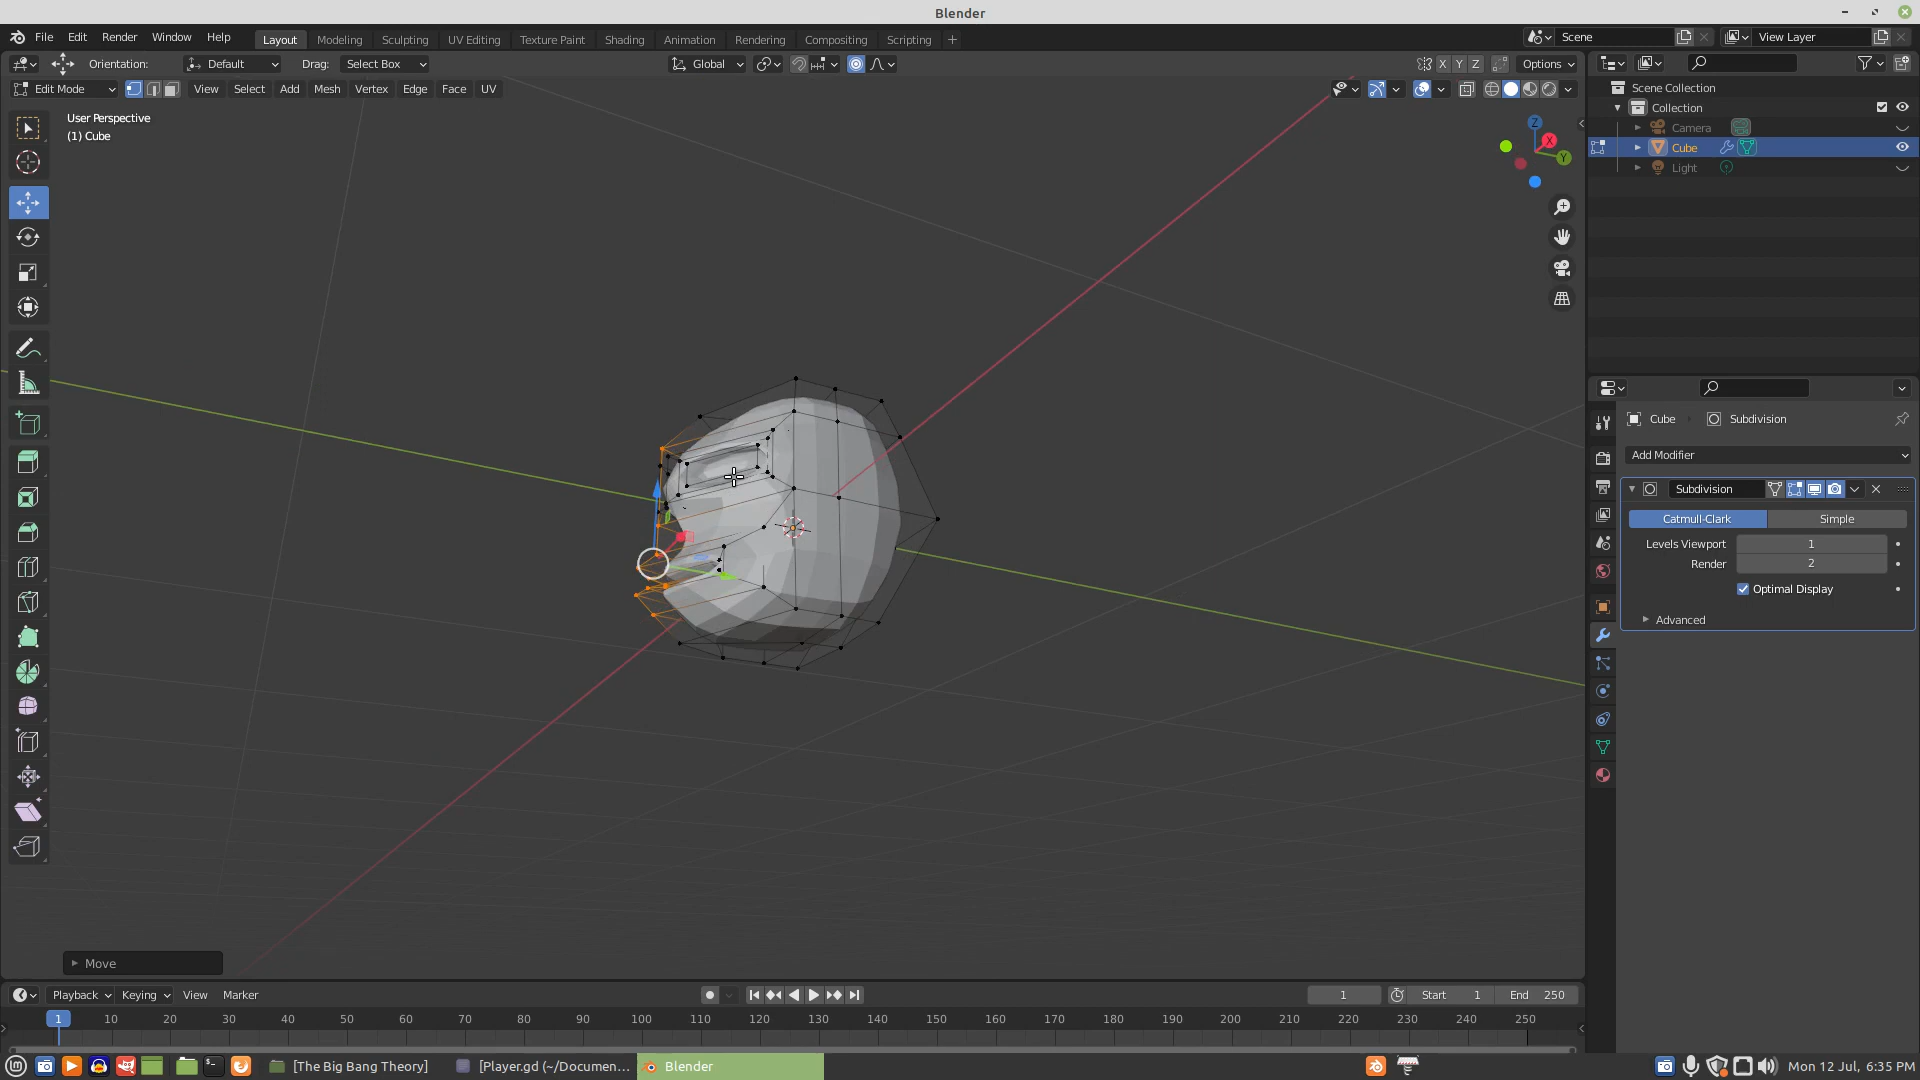 Blender
File Edit Render Window Help Layout Modeling Sculpting UV Editing Texture Paint Shading Animation Rendering Compositing Scripting + Scene View Layer
Orientation: Default Drag: Select Box Global X Y Z Options
Edit Mode View Select Add Mesh Vertex Edge Face UV
User Perspective
(1) Cube
Z
X
Y
Scene Collection
Collection
Camera
Cube
Light
Cube Subdivision
Add Modifier
Subdivision
Catmull-Clark Simple
Levels Viewport 1
Render 2
Optimal Display
Advanced
Move
Playback Keying View Marker 1 Start 1 End 250
1 10 20 30 40 50 60 70 80 90 100 110 120 130 140 150 160 170 180 190 200 210 220 230 240 250
[The Big Bang Theory] [Player.gd (~/Documen... Blender Mon 12 Jul, 6:35 PM